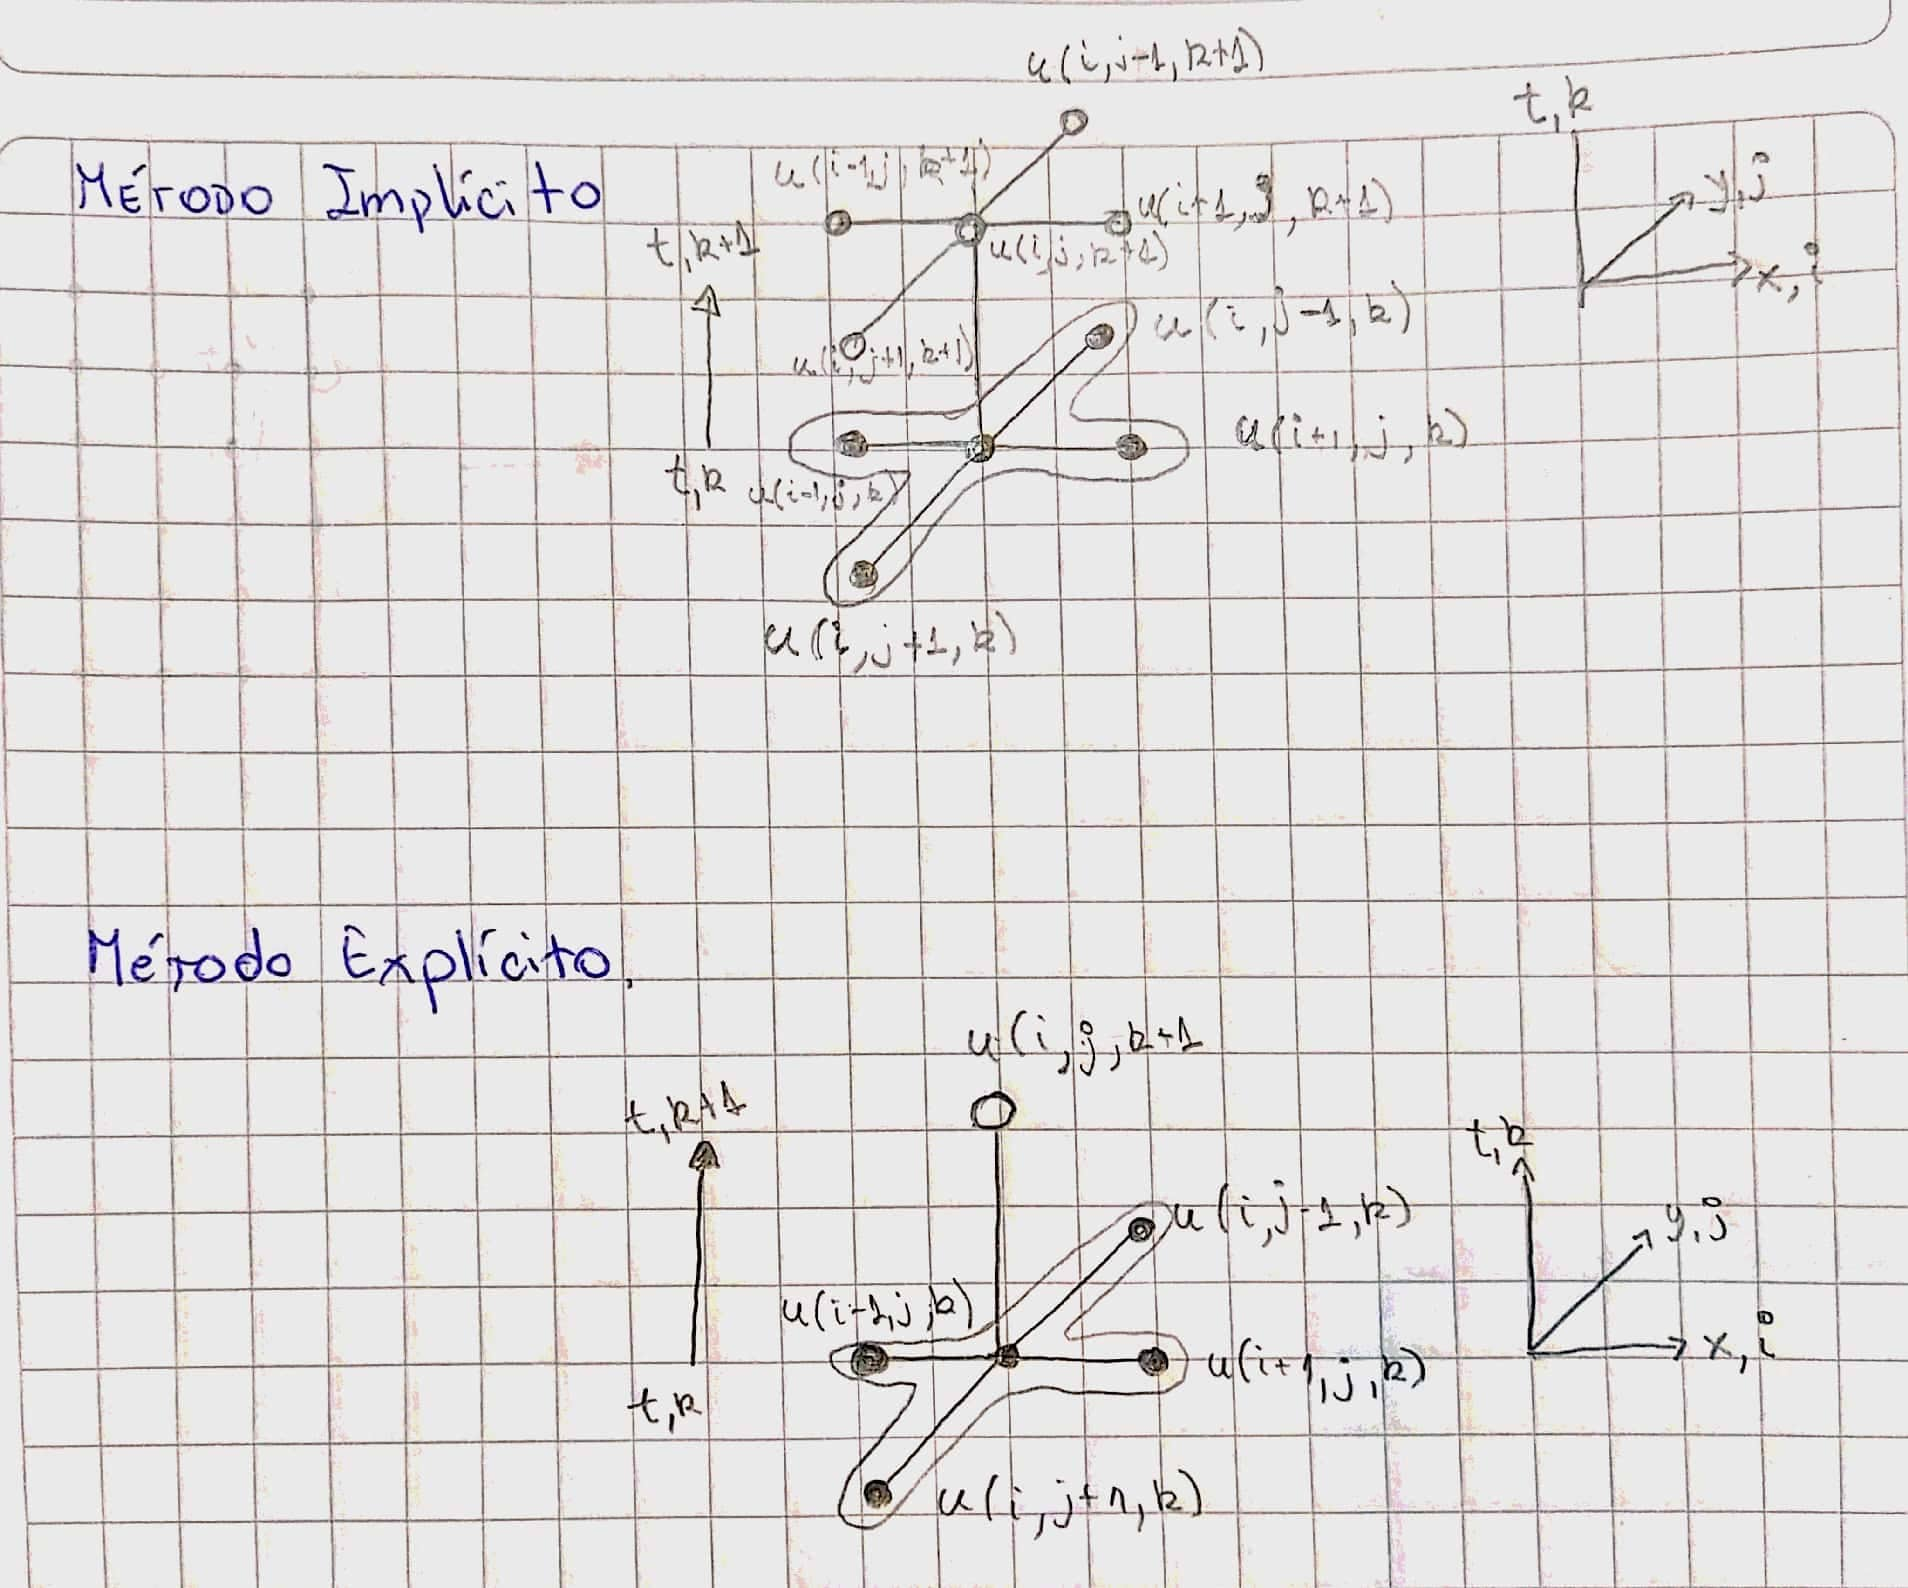 u(i,j-1,k+1)
t,k
Método Implícito
u(i-1,j,k+1)
u(i+1,j,k+1)
y,j
t,k+1
u(i,j,k+1)
x,i
u(i,j-1,k)
u(i,j+1,k+1)
u(i+1,j,k)
t,k
u(i-1,j,k)
u(i,j+1,k)
Método Explícito.
u(i,j,k+1
t,k+1
t,k
u(i,j-1,k)
y,j
u(i-1,j,k)
u(i+1,j,k)
x,i
t,k
u(i,j+1,k)